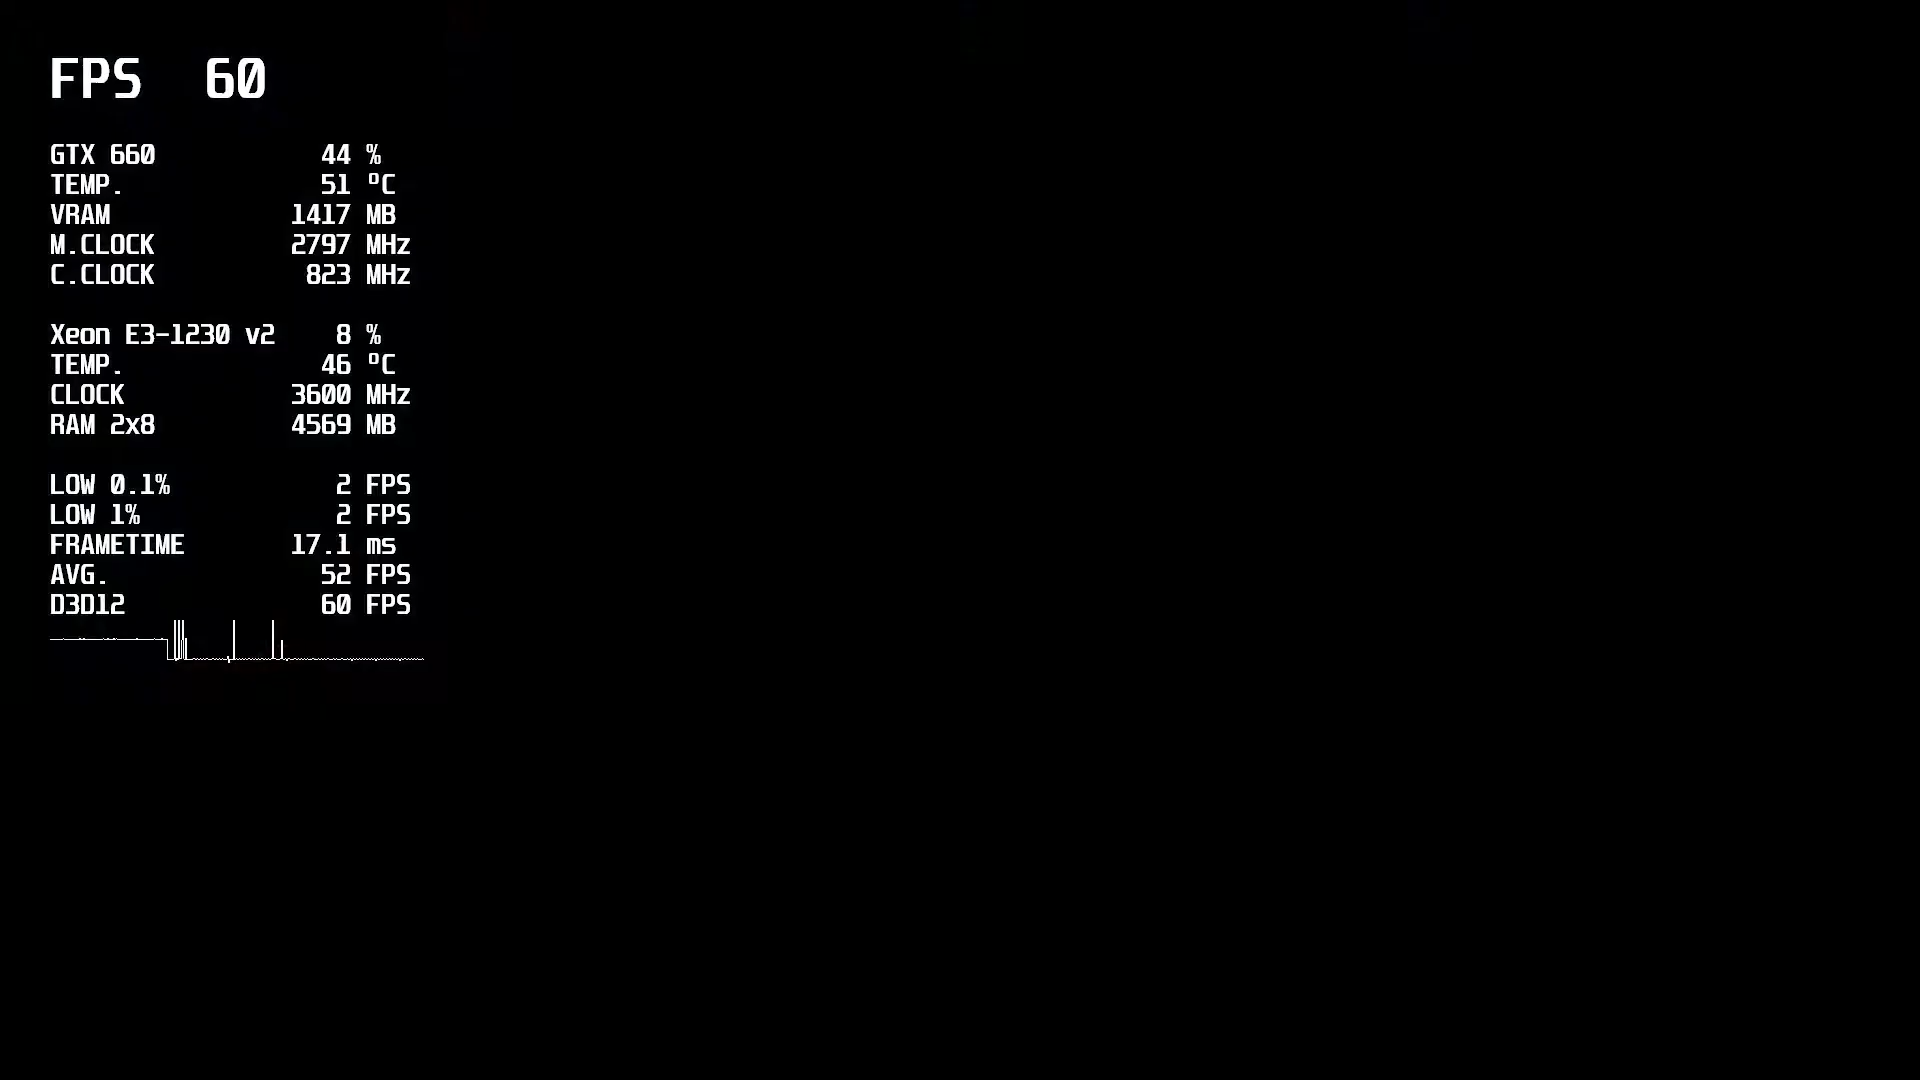 FPS 60
GTX 660 44 %
TEMP. 51 ºC
VRAM 1417 MB
M.CLOCK 2797 MHz
C.CLOCK 823 MHz
Xeon E3-1230 v2 8 %
TEMP. 46 ºC
CLOCK 3600 MHz
RAM 2x8 4569 MB
LOW 0.1% 2 FPS
LOW 1% 2 FPS
FRAMETIME 17.1 ms
AVG. 52 FPS
D3D12 60 FPS